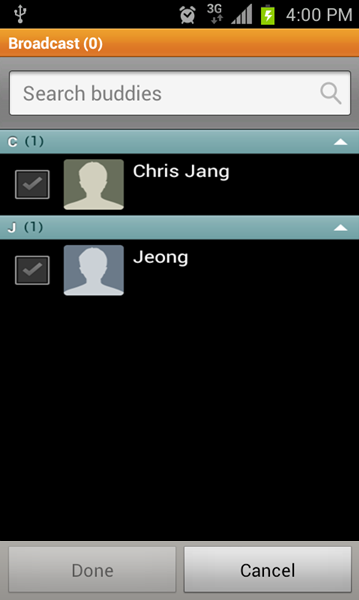 3G
4:00 PM
Broadcast (0)
Search buddies
C (1)
Chris Jang
J (1)
Jeong
Done
Cancel